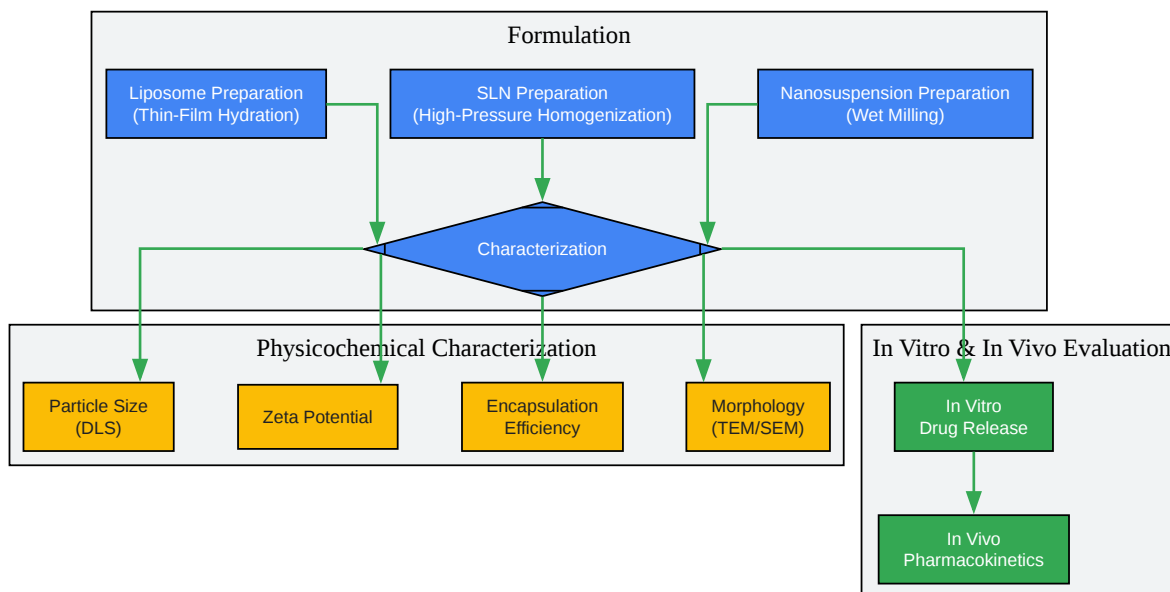 Formulation
Liposome Preparation
(Thin-Film Hydration)
SLN Preparation
(High-Pressure Homogenization)
Nanosuspension Preparation
(Wet Milling)
Characterization
Physicochemical Characterization
In Vitro & In Vivo Evaluation
Particle Size
(DLS)
Zeta Potential
Encapsulation
Efficiency
Morphology
(TEM/SEM)
In Vitro
Drug Release
In Vivo
Pharmacokinetics